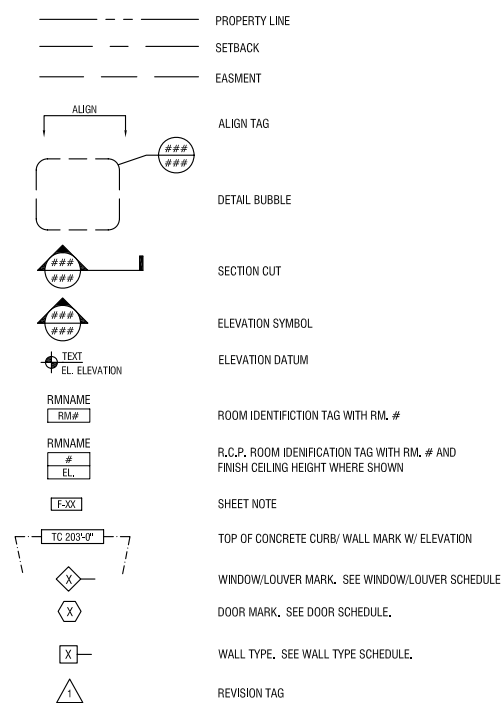 PROPERTY LINE
SETBACK
EASMENT
ALIGN
ALIGN TAG
###
###
DETAIL BUBBLE
###
###
SECTION CUT
###
###
ELEVATION SYMBOL
TEXT
EL. ELEVATION
ELEVATION DATUM
RMNAME
RM#
ROOM IDENTIFICTION TAG WITH RM. #
RMNAME
#
EL.
R.C.P. ROOM IDENIFICATION TAG WITH RM. # AND
FINISH CEILING HEIGHT WHERE SHOWN
F-XX
SHEET NOTE
TC 203'-0"
TOP OF CONCRETE CURB/ WALL MARK W/ ELEVATION
X
WINDOW/LOUVER MARK. SEE WINDOW/LOUVER SCHEDULE
X
DOOR MARK. SEE DOOR SCHEDULE.
X
WALL TYPE. SEE WALL TYPE SCHEDULE.
1
REVISION TAG